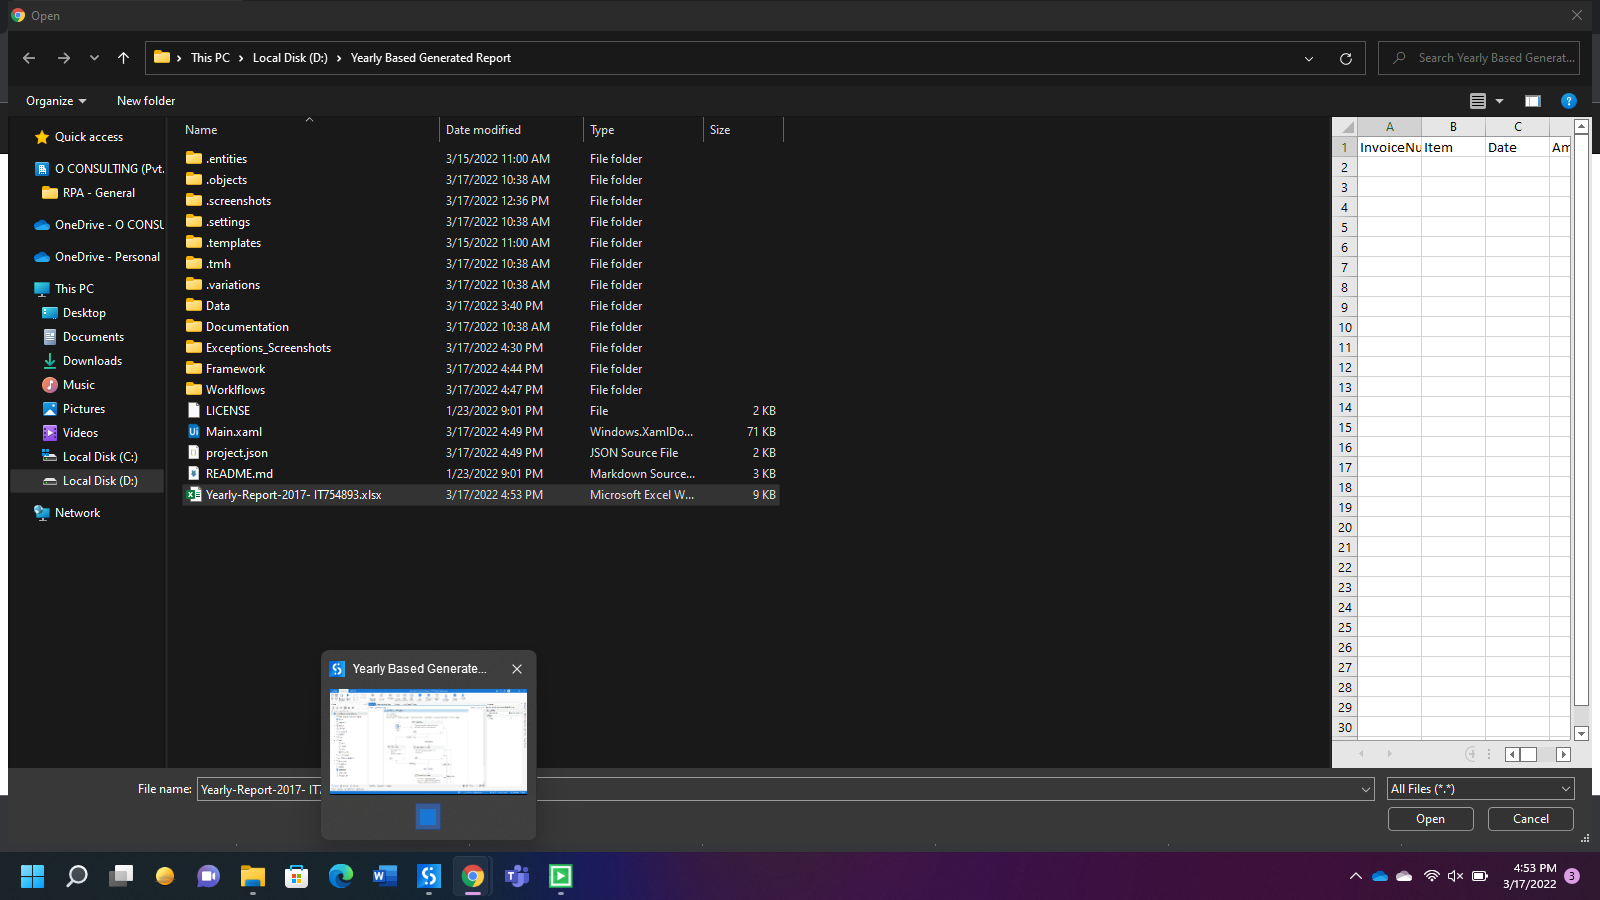 Open
This PC
Local Disk (D:)
Yearly Based Generated Report
Search Yearly Based Generat...
Organize
New folder
Name Date modified Type Size
Quick access
O CONSULTING (Pvt.
RPA - General
OneDrive - O CONSU
OneDrive - Personal
This PC
Desktop
Documents
Downloads
Music
Pictures
Videos
Local Disk (C:)
Local Disk (D:)
Network
.entities 3/15/2022 11:00 AM File folder
.objects 3/17/2022 10:38 AM File folder
.screenshots 3/17/2022 12:36 PM File folder
.settings 3/17/2022 10:38 AM File folder
.templates 3/15/2022 11:00 AM File folder
.tmh 3/17/2022 10:38 AM File folder
.variations 3/17/2022 10:38 AM File folder
Data 3/17/2022 3:40 PM File folder
Documentation 3/17/2022 10:38 AM File folder
Exceptions_Screenshots 3/17/2022 4:30 PM File folder
Framework 3/17/2022 4:44 PM File folder
Worklflows 3/17/2022 4:47 PM File folder
LICENSE 1/23/2022 9:01 PM File 2 KB
Main.xaml 3/17/2022 4:49 PM Windows.XamlDo... 71 KB
project.json 3/17/2022 4:49 PM JSON Source File 2 KB
README.md 1/23/2022 9:01 PM Markdown Source... 3 KB
Yearly-Report-2017- IT754893.xlsx 3/17/2022 4:53 PM Microsoft Excel W... 9 KB
A B C
1 InvoiceNu Item Date Am
2
3
4
5
6
7
8
9
10
11
12
13
14
15
16
17
18
19
20
21
22
23
24
25
26
27
28
29
30
Yearly Based Generate...
File name: Yearly-Report-2017- IT7
All Files (*.*)
Open Cancel
4:53 PM
3/17/2022
3